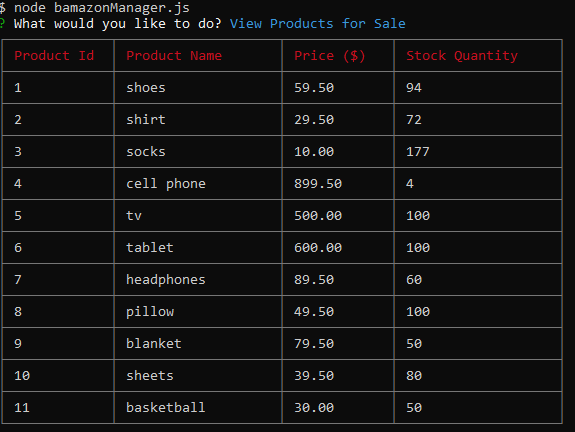 $ node bamazonManager.js
? What would you like to do? View Products for Sale
Product Id Product Name Price ($) Stock Quantity
1 shoes 59.50 94
2 shirt 29.50 72
3 socks 10.00 177
4 cell phone 899.50 4
5 tv 500.00 100
6 tablet 600.00 100
7 headphones 89.50 60
8 pillow 49.50 100
9 blanket 79.50 50
10 sheets 39.50 80
11 basketball 30.00 50